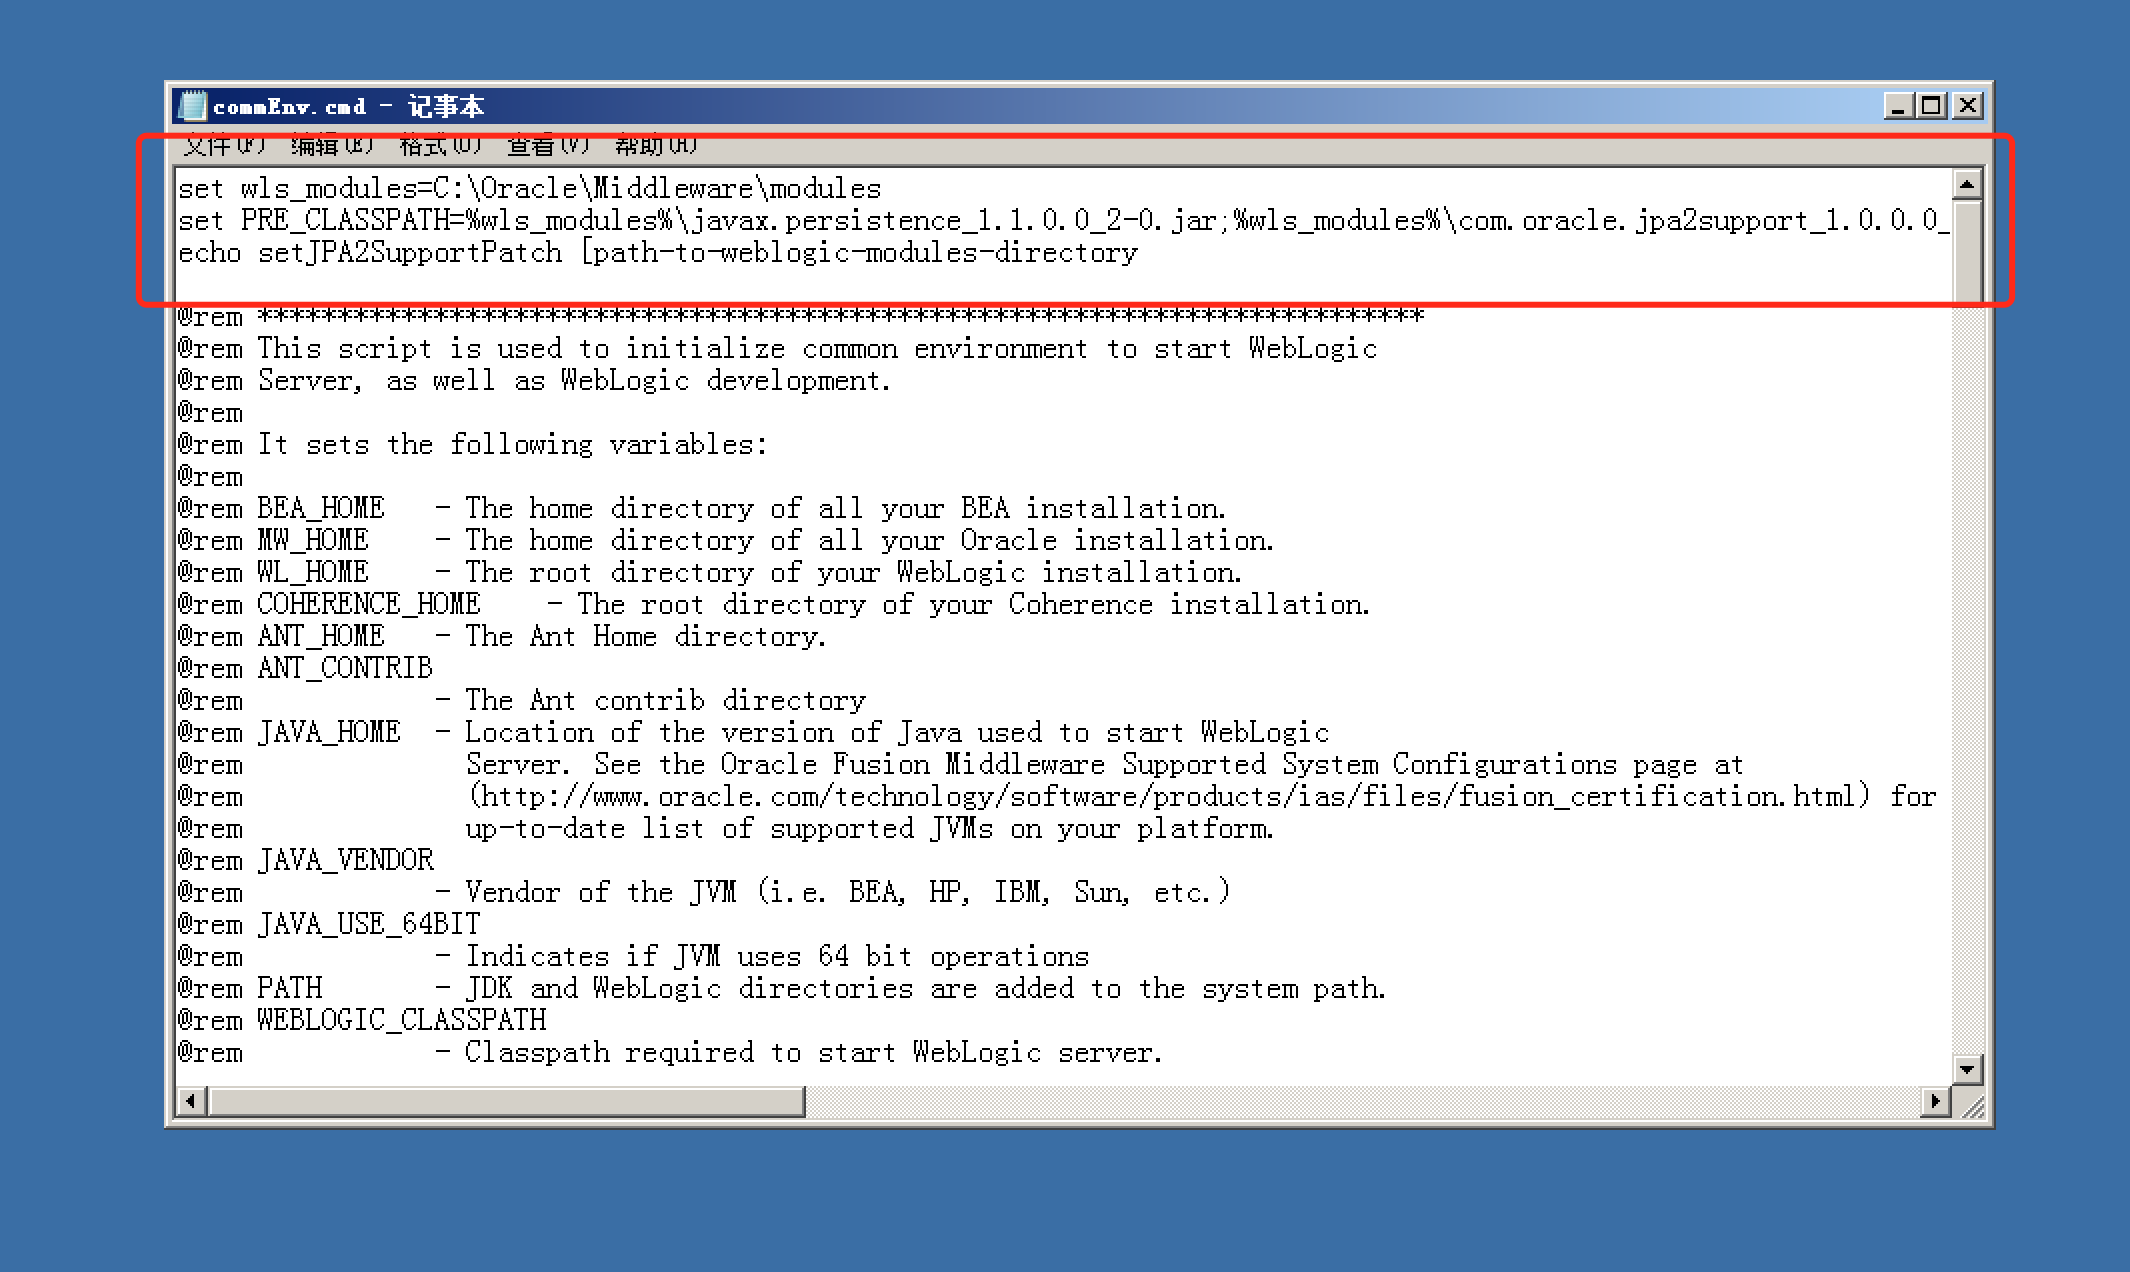 commEnv.cmd - 记事本
文件(F) 编辑(E) 格式(O) 查看(V) 帮助(H)
set wls_modules=C:\Oracle\Middleware\modules
set PRE_CLASSPATH=%wls_modules%\javax.persistence_1.1.0.0_2-0.jar;%wls_modules%\com.oracle.jpa2support_1.0.0.0_
echo setJPA2SupportPatch [path-to-weblogic-modules-directory
@rem *************************************************************************
@rem This script is used to initialize common environment to start WebLogic
@rem Server, as well as WebLogic development.
@rem
@rem It sets the following variables:
@rem
@rem BEA_HOME   - The home directory of all your BEA installation.
@rem MW_HOME    - The home directory of all your Oracle installation.
@rem WL_HOME    - The root directory of your WebLogic installation.
@rem COHERENCE_HOME    - The root directory of your Coherence installation.
@rem ANT_HOME   - The Ant Home directory.
@rem ANT_CONTRIB
@rem            - The Ant contrib directory
@rem JAVA_HOME  - Location of the version of Java used to start WebLogic
@rem              Server. See the Oracle Fusion Middleware Supported System Configurations page at
@rem              (http://www.oracle.com/technology/software/products/ias/files/fusion_certification.html) for
@rem              up-to-date list of supported JVMs on your platform.
@rem JAVA_VENDOR
@rem            - Vendor of the JVM (i.e. BEA, HP, IBM, Sun, etc.)
@rem JAVA_USE_64BIT
@rem            - Indicates if JVM uses 64 bit operations
@rem PATH       - JDK and WebLogic directories are added to the system path.
@rem WEBLOGIC_CLASSPATH
@rem            - Classpath required to start WebLogic server.